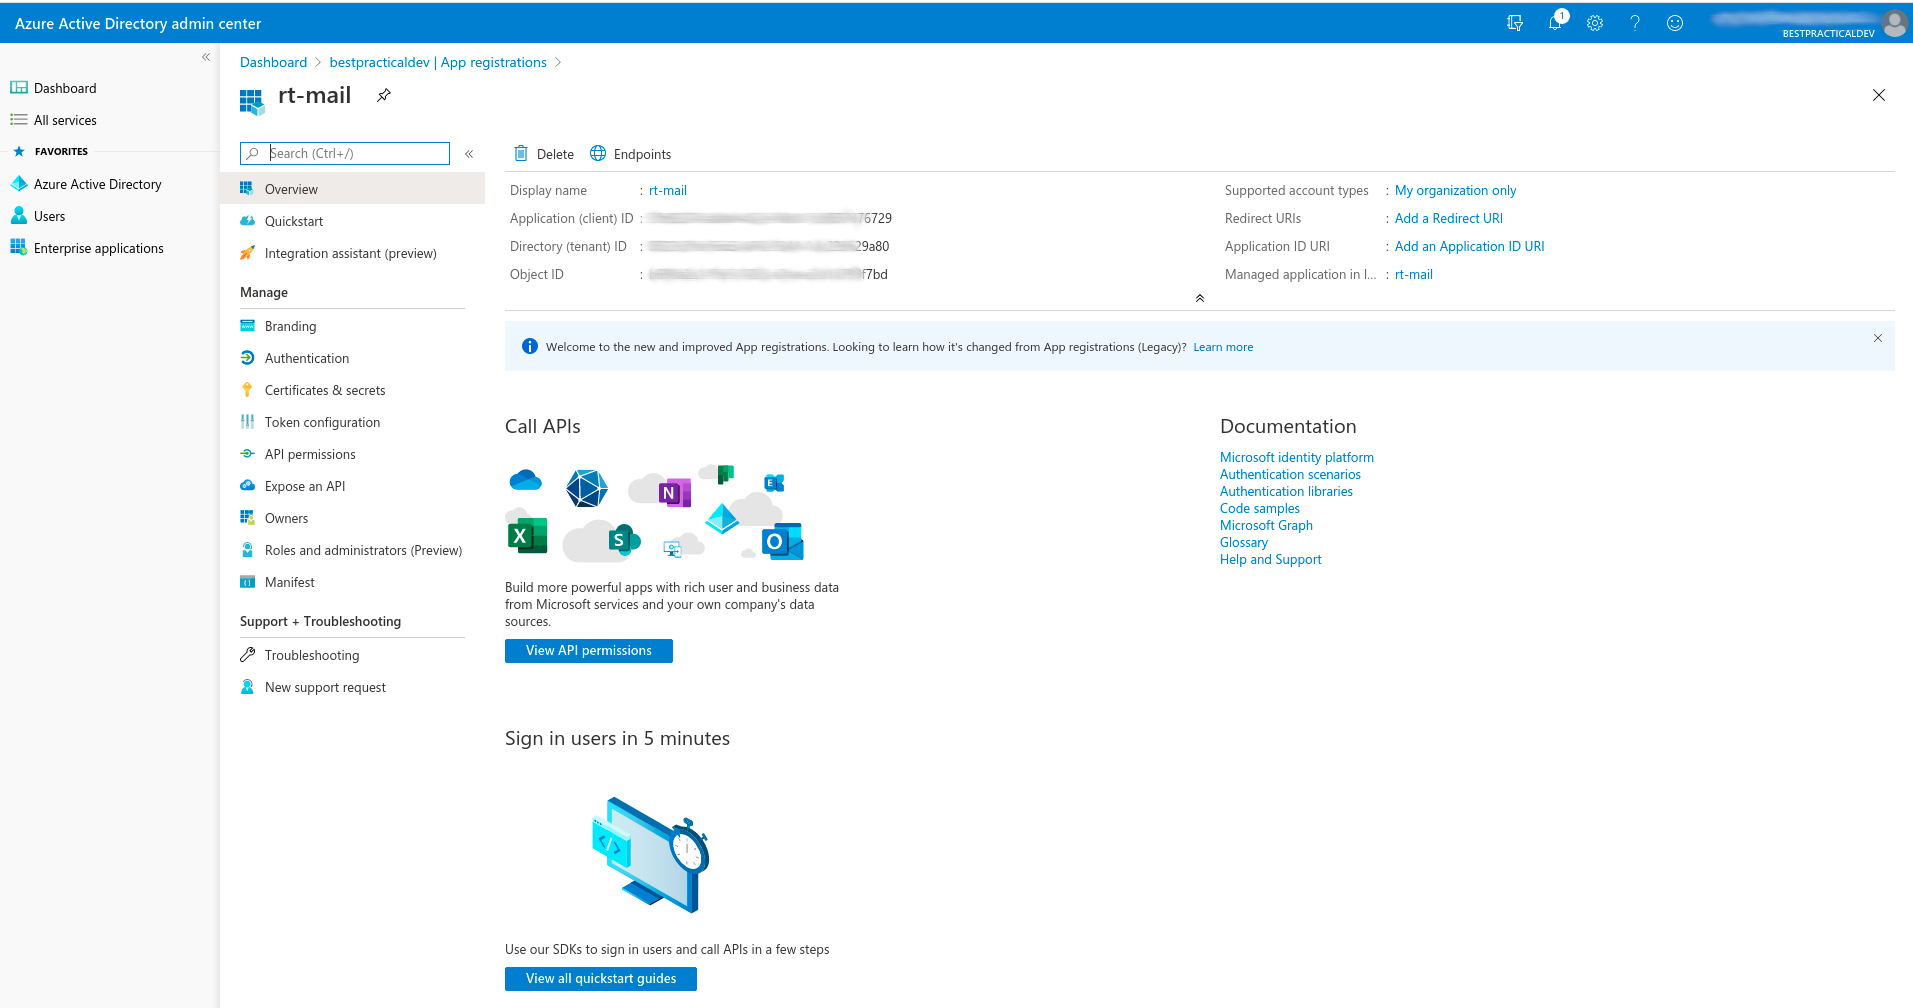 Azure Active Directory admin center
1
BESTPRACTICALDEV
«
Dashboard
All services
FAVORITES
Azure Active Directory
Users
Enterprise applications
Dashboard > bestpracticaldev | App registrations >
rt-mail
Search (Ctrl+/)
«
Overview
Quickstart
Integration assistant (preview)
Manage
Branding
Authentication
Certificates & secrets
Token configuration
API permissions
Expose an API
Owners
Roles and administrators (Preview)
Manifest
Support + Troubleshooting
Troubleshooting
New support request
Delete
Endpoints
Display name : rt-mail
Application (client) ID : 76729
Directory (tenant) ID : 29a80
Object ID : f7bd
Supported account types : My organization only
Redirect URIs : Add a Redirect URI
Application ID URI : Add an Application ID URI
Managed application in l... : rt-mail
Welcome to the new and improved App registrations. Looking to learn how it's changed from App registrations (Legacy)? Learn more
Call APIs
N
E
X
S
O
Build more powerful apps with rich user and business data
from Microsoft services and your own company's data
sources.
View API permissions
Documentation
Microsoft identity platform
Authentication scenarios
Authentication libraries
Code samples
Microsoft Graph
Glossary
Help and Support
Sign in users in 5 minutes
</>
Use our SDKs to sign in users and call APIs in a few steps
View all quickstart guides